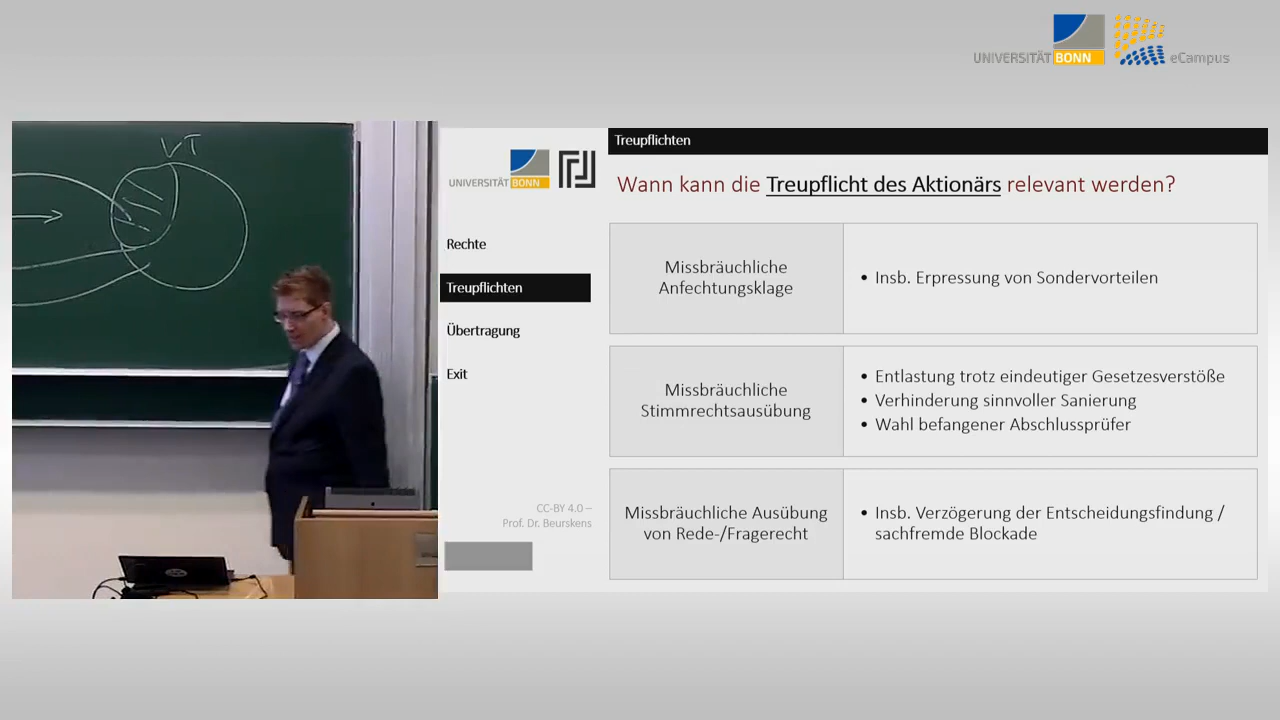 UNIVERSITÄT BONN eCampus
VT
UNIVERSITÄT BONN
Rechte
Treupflichten
Übertragung
Exit
CC-BY 4.0 –
Prof. Dr. Beurskens
Treupflichten
Wann kann die Treupflicht des Aktionärs relevant werden?
Missbräuchliche
Anfechtungsklage
• Insb. Erpressung von Sondervorteilen
Missbräuchliche
Stimmrechtsausübung
• Entlastung trotz eindeutiger Gesetzesverstöße
• Verhinderung sinnvoller Sanierung
• Wahl befangener Abschlussprüfer
Missbräuchliche Ausübung
von Rede-/Fragerecht
• Insb. Verzögerung der Entscheidungsfindung /
sachfremde Blockade